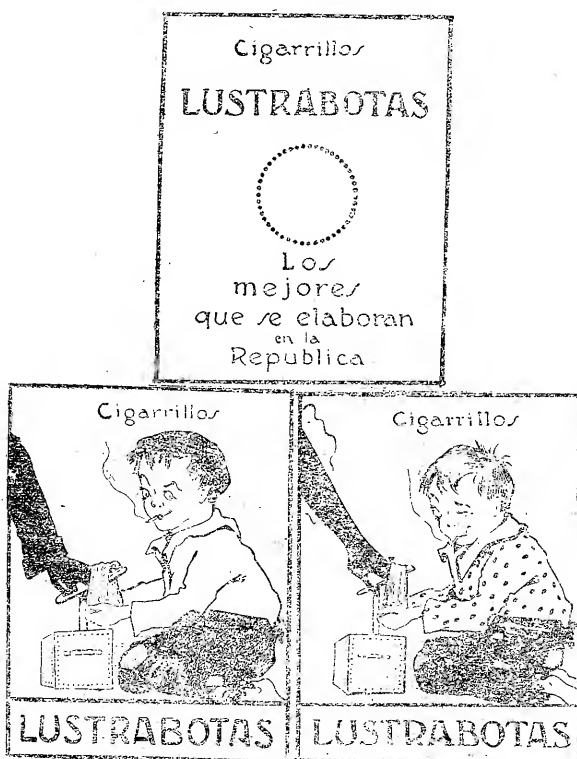 Cigarrillos
LUSTRABOTAS
Los
mejores
que se elaboran
en la
Republica
Cigarrillos
LUSTRABOTAS
Cigarrillos
LUSTRABOTAS